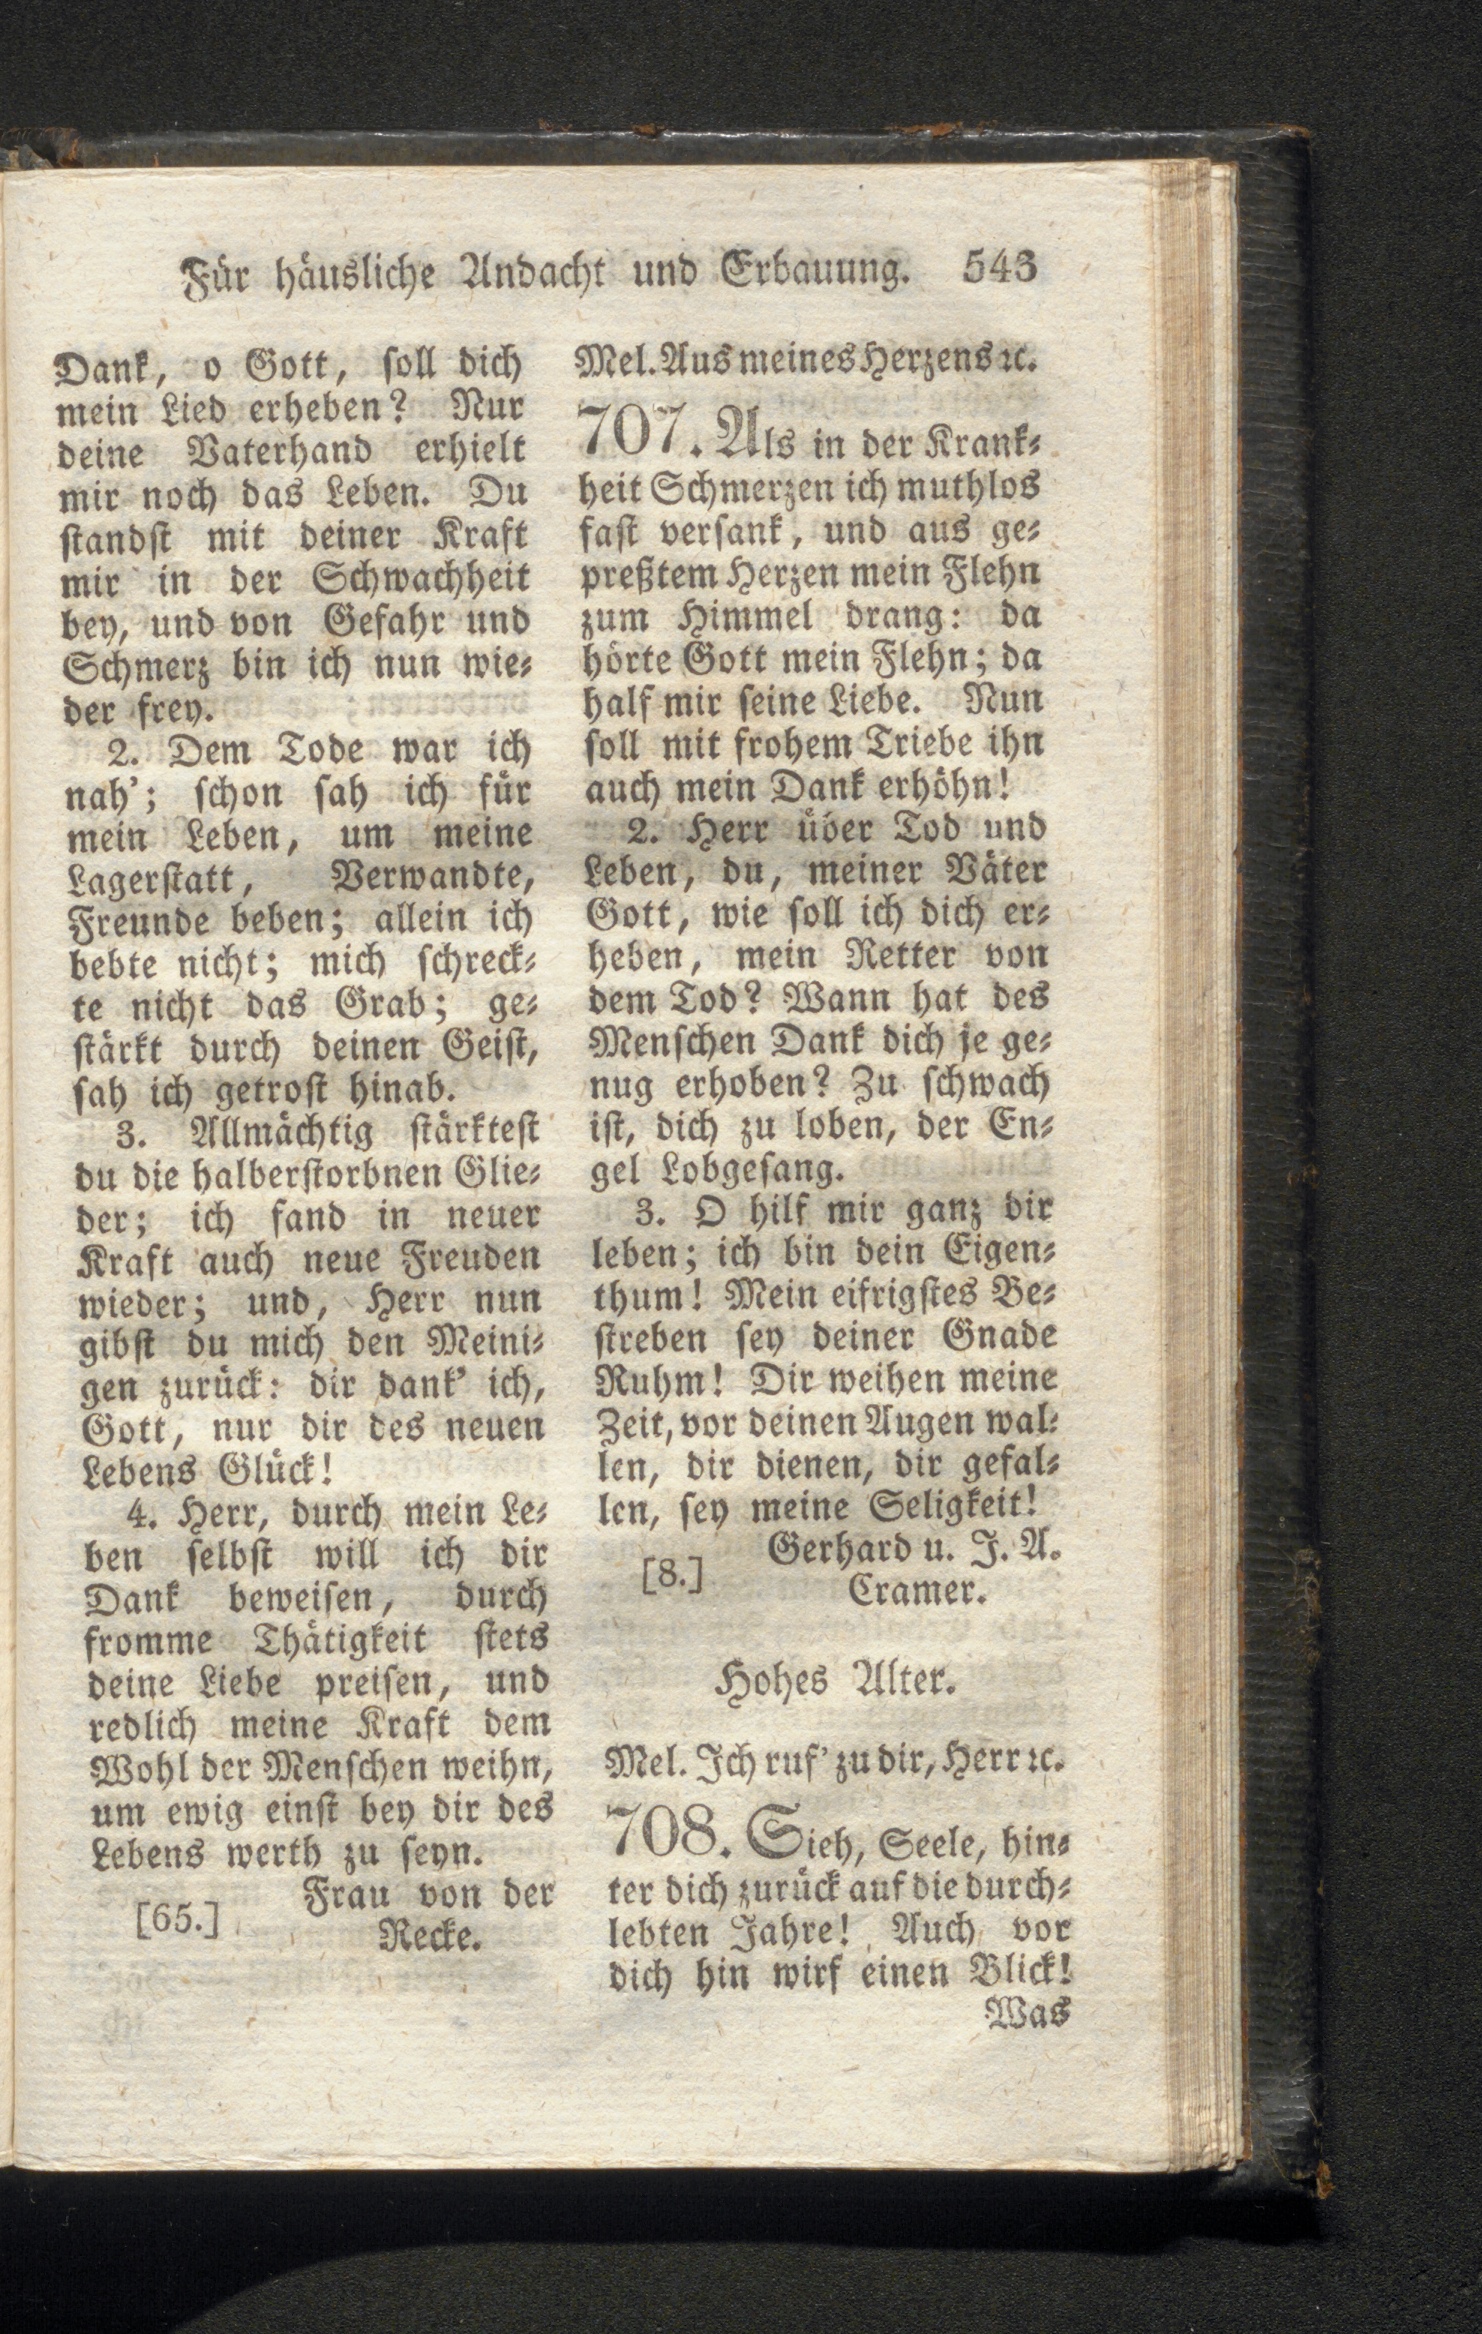 Für häusliche Andacht und Erbauung. 543
Dank, o Gott, soll dich
mein Lied erheben? Nur
deine Vaterhand erhielt
mir noch das Leben. Du
standst mit deiner Kraft
mir in der Schwachheit
bey, und von Gefahr und
Schmerz bin ich nun wie-
der frey.
2. Dem Tode war ich
nah'; schon sah ich für
mein Leben, um meine
Lagerstatt, Verwandte,
Freunde beben; allein ich
bebte nicht; mich schreck-
te nicht das Grab; ge-
stärkt durch deinen Geist,
sah ich getrost hinab.
3. Allmächtig stärktest
du die halberstorbnen Glie-
der; ich fand in neuer
Kraft auch neue Freuden
wieder; und, Herr nun
gibst du mich den Meini-
gen zurück: dir dank' ich,
Gott, nur dir des neuen
Lebens Glück!
4. Herr, durch mein Le-
ben selbst will ich dir
Dank beweisen, durch
fromme Thätigkeit stets
deine Liebe preisen, und
redlich meine Kraft dem
Wohl der Menschen weihn,
um ewig einst bey dir des
Lebens werth zu seyn.
Frau von der
[65.] Recke.
Mel. Aus meines Herzens ꝛc.
707. Als in der Krank-
heit Schmerzen ich muthlos
fast versank, und aus ge-
preßtem Herzen mein Flehn
zum Himmel drang: da
hörte Gott mein Flehn; da
half mir seine Liebe. Nun
soll mit frohem Triebe ihn
auch mein Dank erhöhn!
2. Herr über Tod und
Leben, du, meiner Väter
Gott, wie soll ich dich er-
heben, mein Retter von
dem Tod? Wann hat des
Menschen Dank dich je ge-
nug erhoben? Zu schwach
ist, dich zu loben, der En-
gel Lobgesang.
3. O hilf mir ganz dir
leben; ich bin dein Eigen-
thum! Mein eifrigstes Be-
streben sey deiner Gnade
Ruhm! Dir weihen meine
Zeit, vor deinen Augen wal-
len, dir dienen, dir gefal-
len, sey meine Seligkeit!
Gerhard u. J. A.
[8.] Cramer.
Hohes Alter.
Mel. Ich ruf' zu dir, Herr ꝛc.
708. Sieh, Seele, hin-
ter dich zurück auf die durch-
lebten Jahre! Auch vor
dich hin wirf einen Blick!
Was